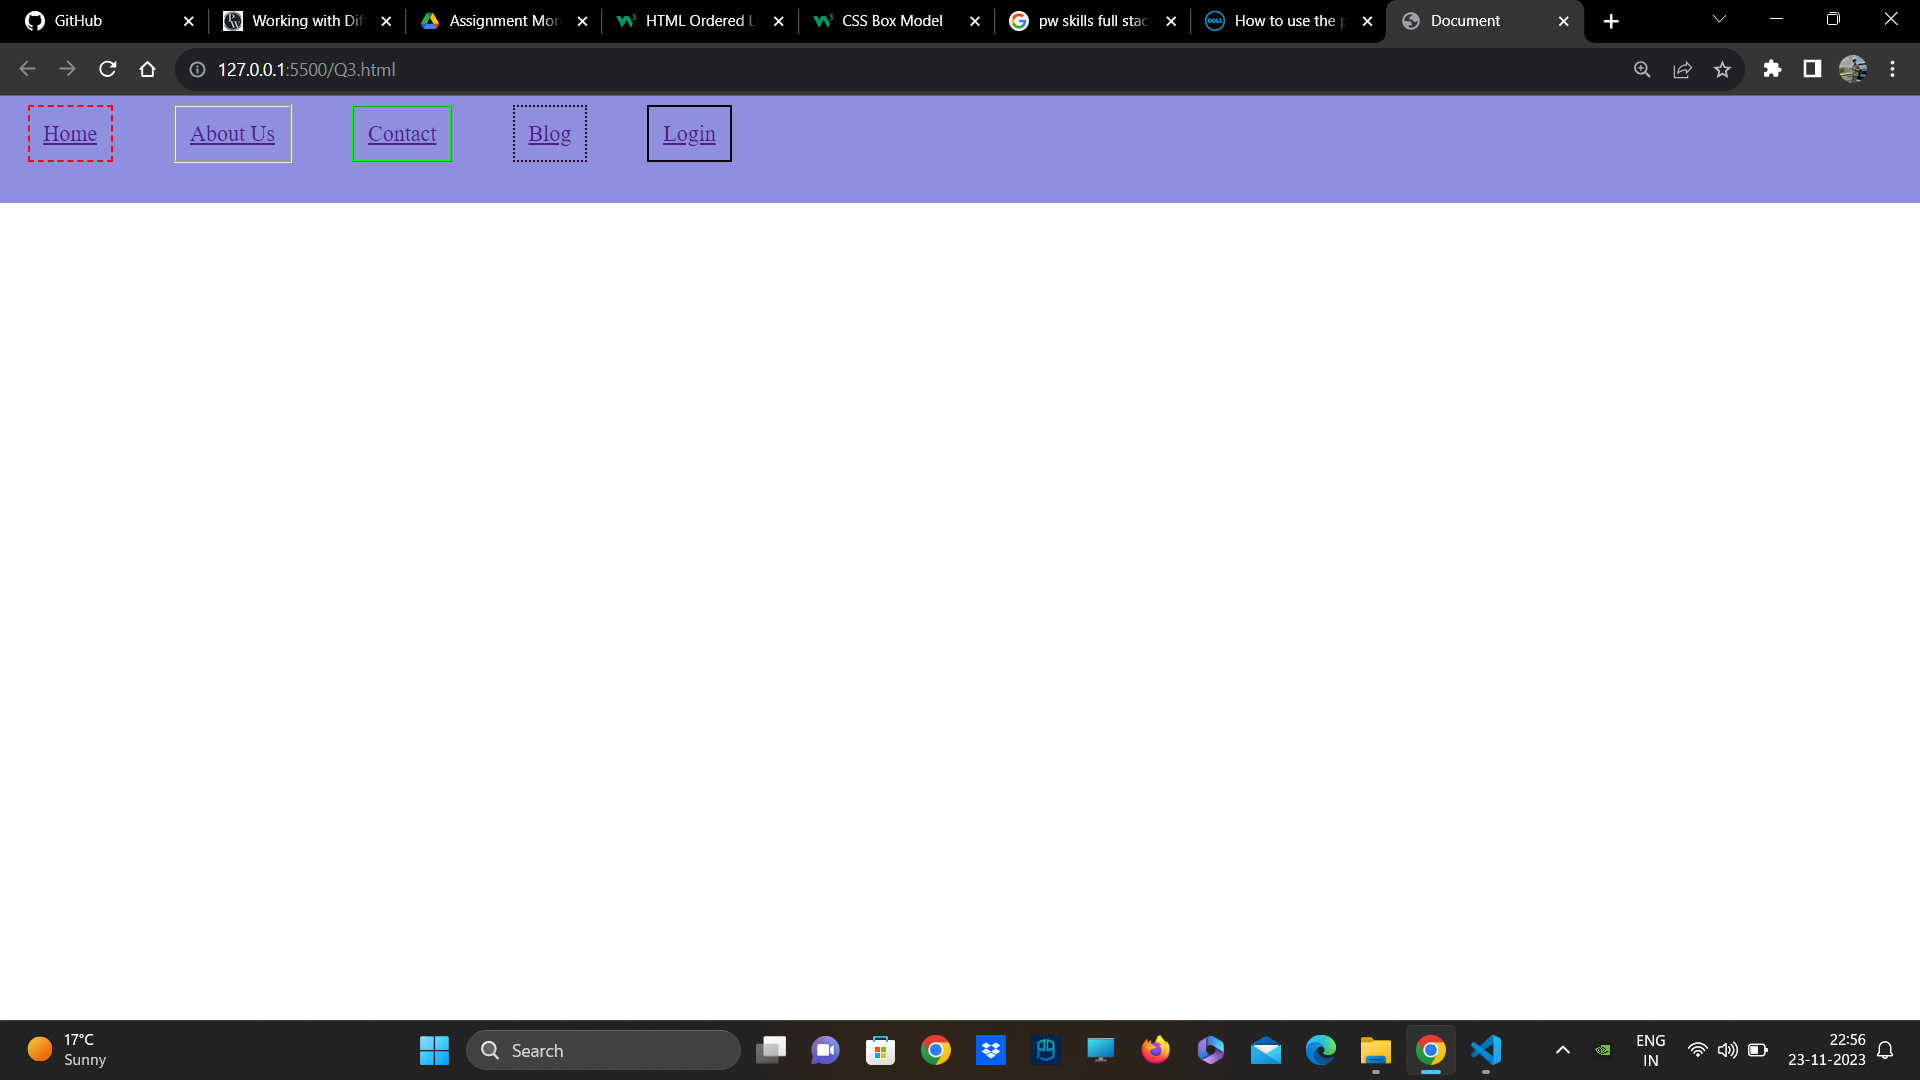 GitHub
Working with Dif
Assignment Mor
HTML Ordered L
CSS Box Model
pw skills full stac
How to use the p
Document
127.0.0.1:5500/Q3.html
Home
About Us
Contact
Blog
Login
17°C
Sunny
Search
ENG
IN
22:56
23-11-2023